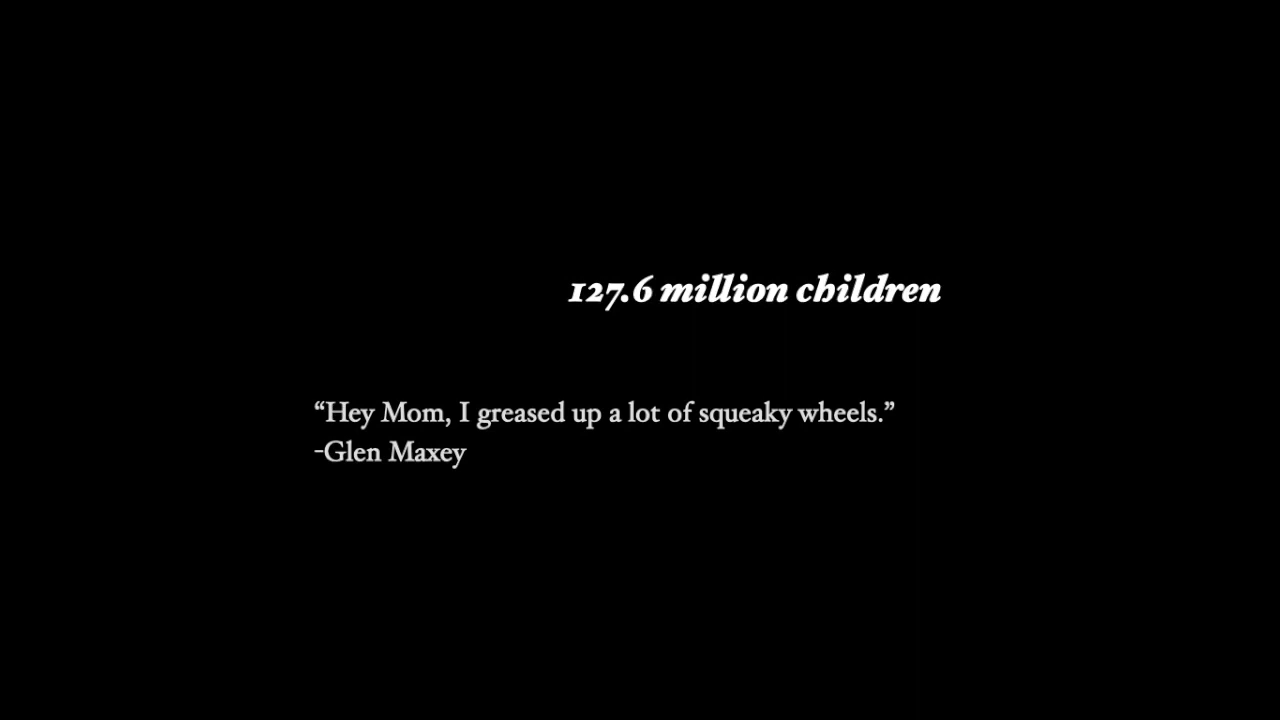 127.6 million children
“Hey Mom, I greased up a lot of squeaky wheels.”
-Glen Maxey